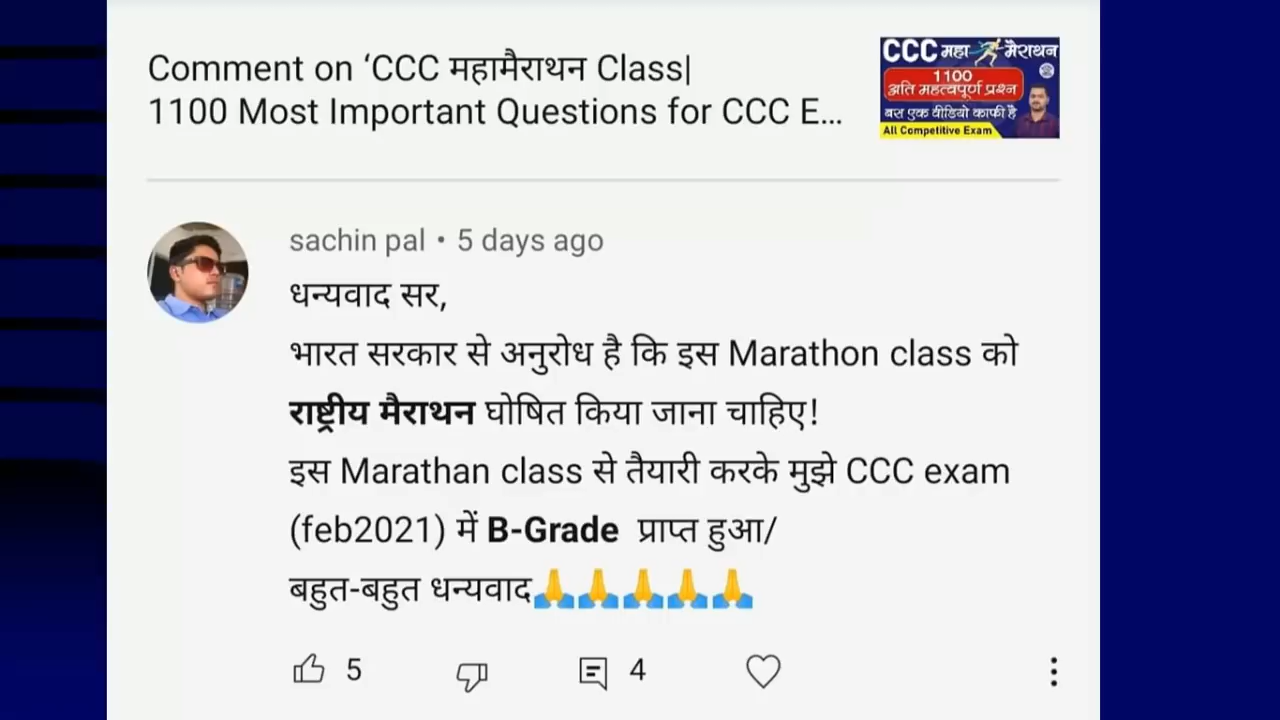 Comment on ‘CCC महामैराथन Class|
1100 Most Important Questions for CCC E...
CCC महा मैराथन
1100
अति महत्वपूर्ण प्रश्न
बस एक वीडियो काफी है
All Competitive Exam
sachin pal • 5 days ago
धन्यवाद सर,
भारत सरकार से अनुरोध है कि इस Marathon class को
राष्ट्रीय मैराथन घोषित किया जाना चाहिए!
इस Marathan class से तैयारी करके मुझे CCC exam
(feb2021) में B-Grade प्राप्त हुआ/
बहुत-बहुत धन्यवाद🙏🙏🙏🙏🙏
5 4